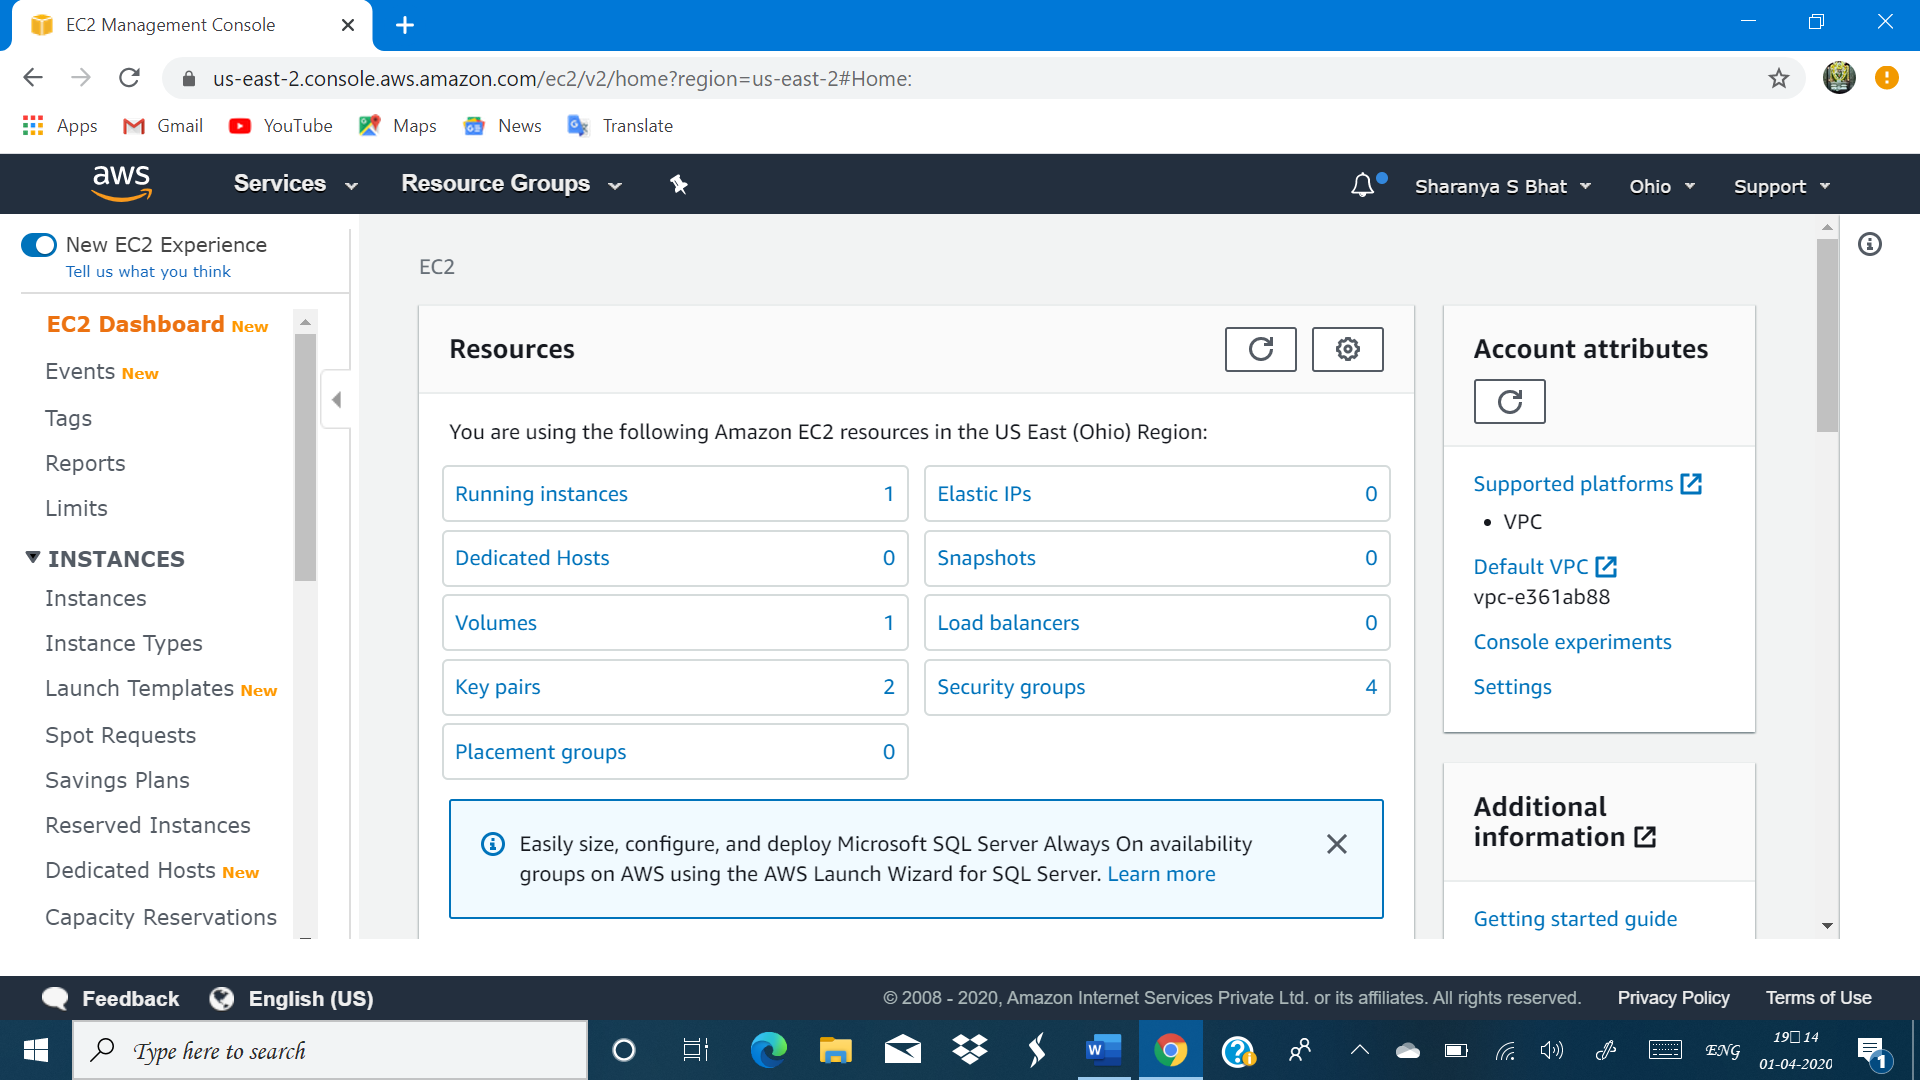 EC2 Management Console
us-east-2.console.aws.amazon.com/ec2/v2/home?region=us-east-2#Home:
Apps Gmail YouTube Maps News Translate
aws Services Resource Groups Sharanya S Bhat Ohio Support
New EC2 Experience
Tell us what you think
EC2 Dashboard New
Events New
Tags
Reports
Limits
INSTANCES
Instances
Instance Types
Launch Templates New
Spot Requests
Savings Plans
Reserved Instances
Dedicated Hosts New
Capacity Reservations
EC2
Resources
You are using the following Amazon EC2 resources in the US East (Ohio) Region:
Running instances 1 Elastic IPs 0
Dedicated Hosts 0 Snapshots 0
Volumes 1 Load balancers 0
Key pairs 2 Security groups 4
Placement groups 0
Easily size, configure, and deploy Microsoft SQL Server Always On availability
groups on AWS using the AWS Launch Wizard for SQL Server. Learn more
Account attributes
Supported platforms
• VPC
Default VPC
vpc-e361ab88
Console experiments
Settings
Additional
information
Getting started guide
Feedback English (US) © 2008 - 2020, Amazon Internet Services Private Ltd. or its affiliates. All rights reserved. Privacy Policy Terms of Use
Type here to search
ENG
19□14
01-04-2020
1